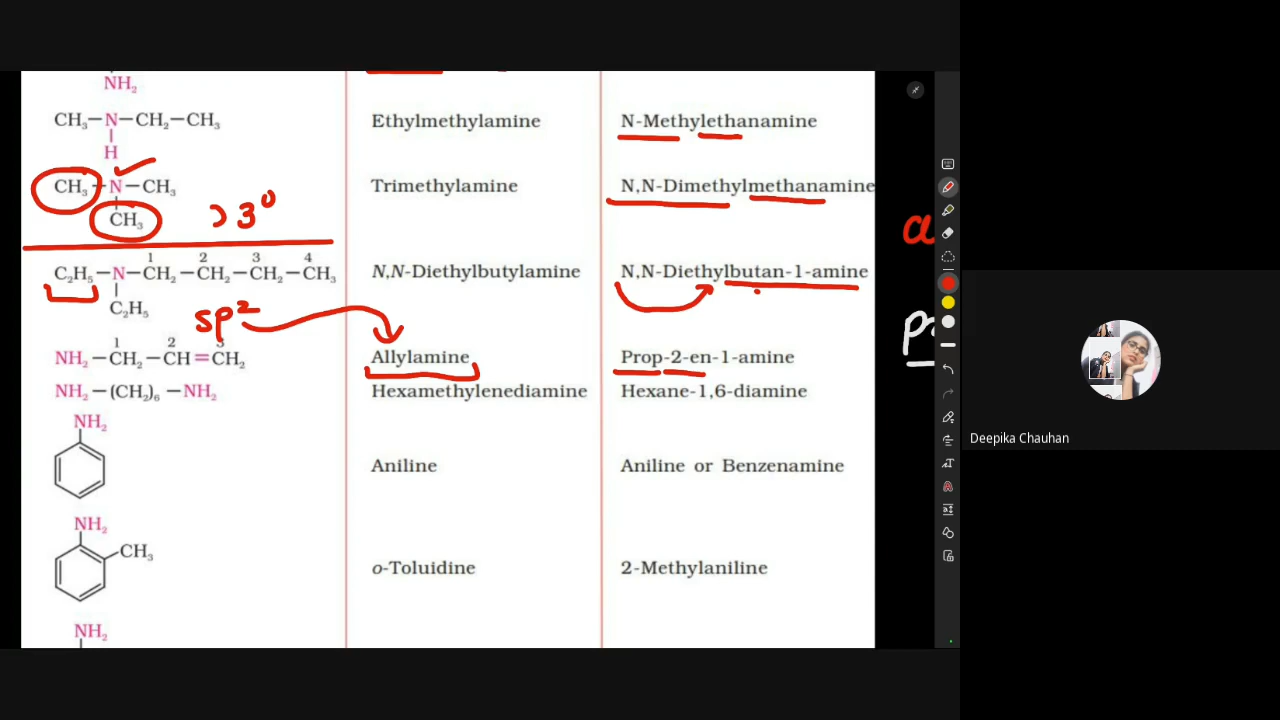 NH₂
CH₃—N—CH₂—CH₃ Ethylmethylamine N-Methylethanamine
H
CH₃—N—CH₃ Trimethylamine N,N-Dimethylmethanamine
CH₃ 3°
1 2 3 4
C₂H₅—N—CH₂—CH₂—CH₂—CH₃ N,N-Diethylbutylamine N,N-Diethylbutan-1-amine
C₂H₅
sp²
1 2 3
NH₂—CH₂—CH=CH₂ Allylamine Prop-2-en-1-amine
NH₂—(CH₂)₆—NH₂ Hexamethylenediamine Hexane-1,6-diamine
NH₂
Aniline Aniline or Benzenamine
NH₂
CH₃
o-Toluidine 2-Methylaniline
NH₂
Deepika Chauhan